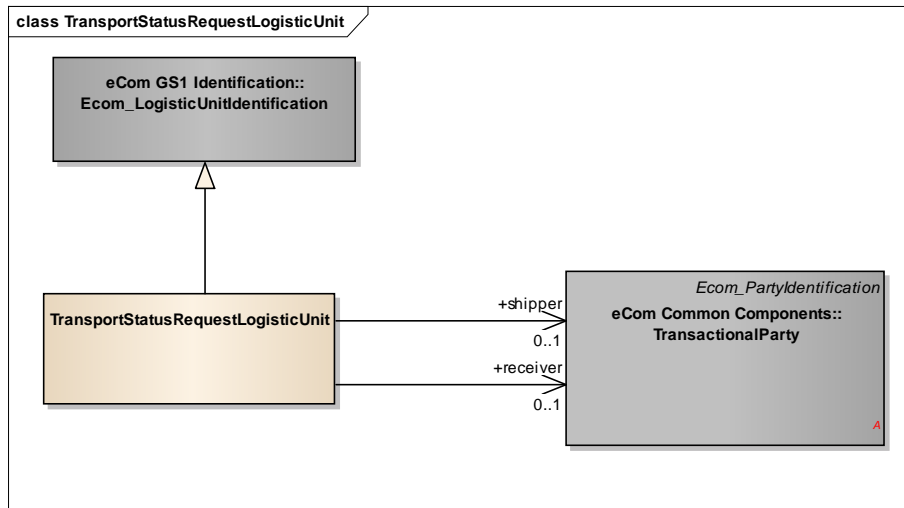 class TransportStatusRequestLogisticUnit
eCom GS1 Identification::
Ecom_LogisticUnitIdentification
Ecom_PartyIdentification
eCom Common Components::
TransactionalParty
TransportStatusRequestLogisticUnit
+shipper
0..1
+receiver
0..1
A